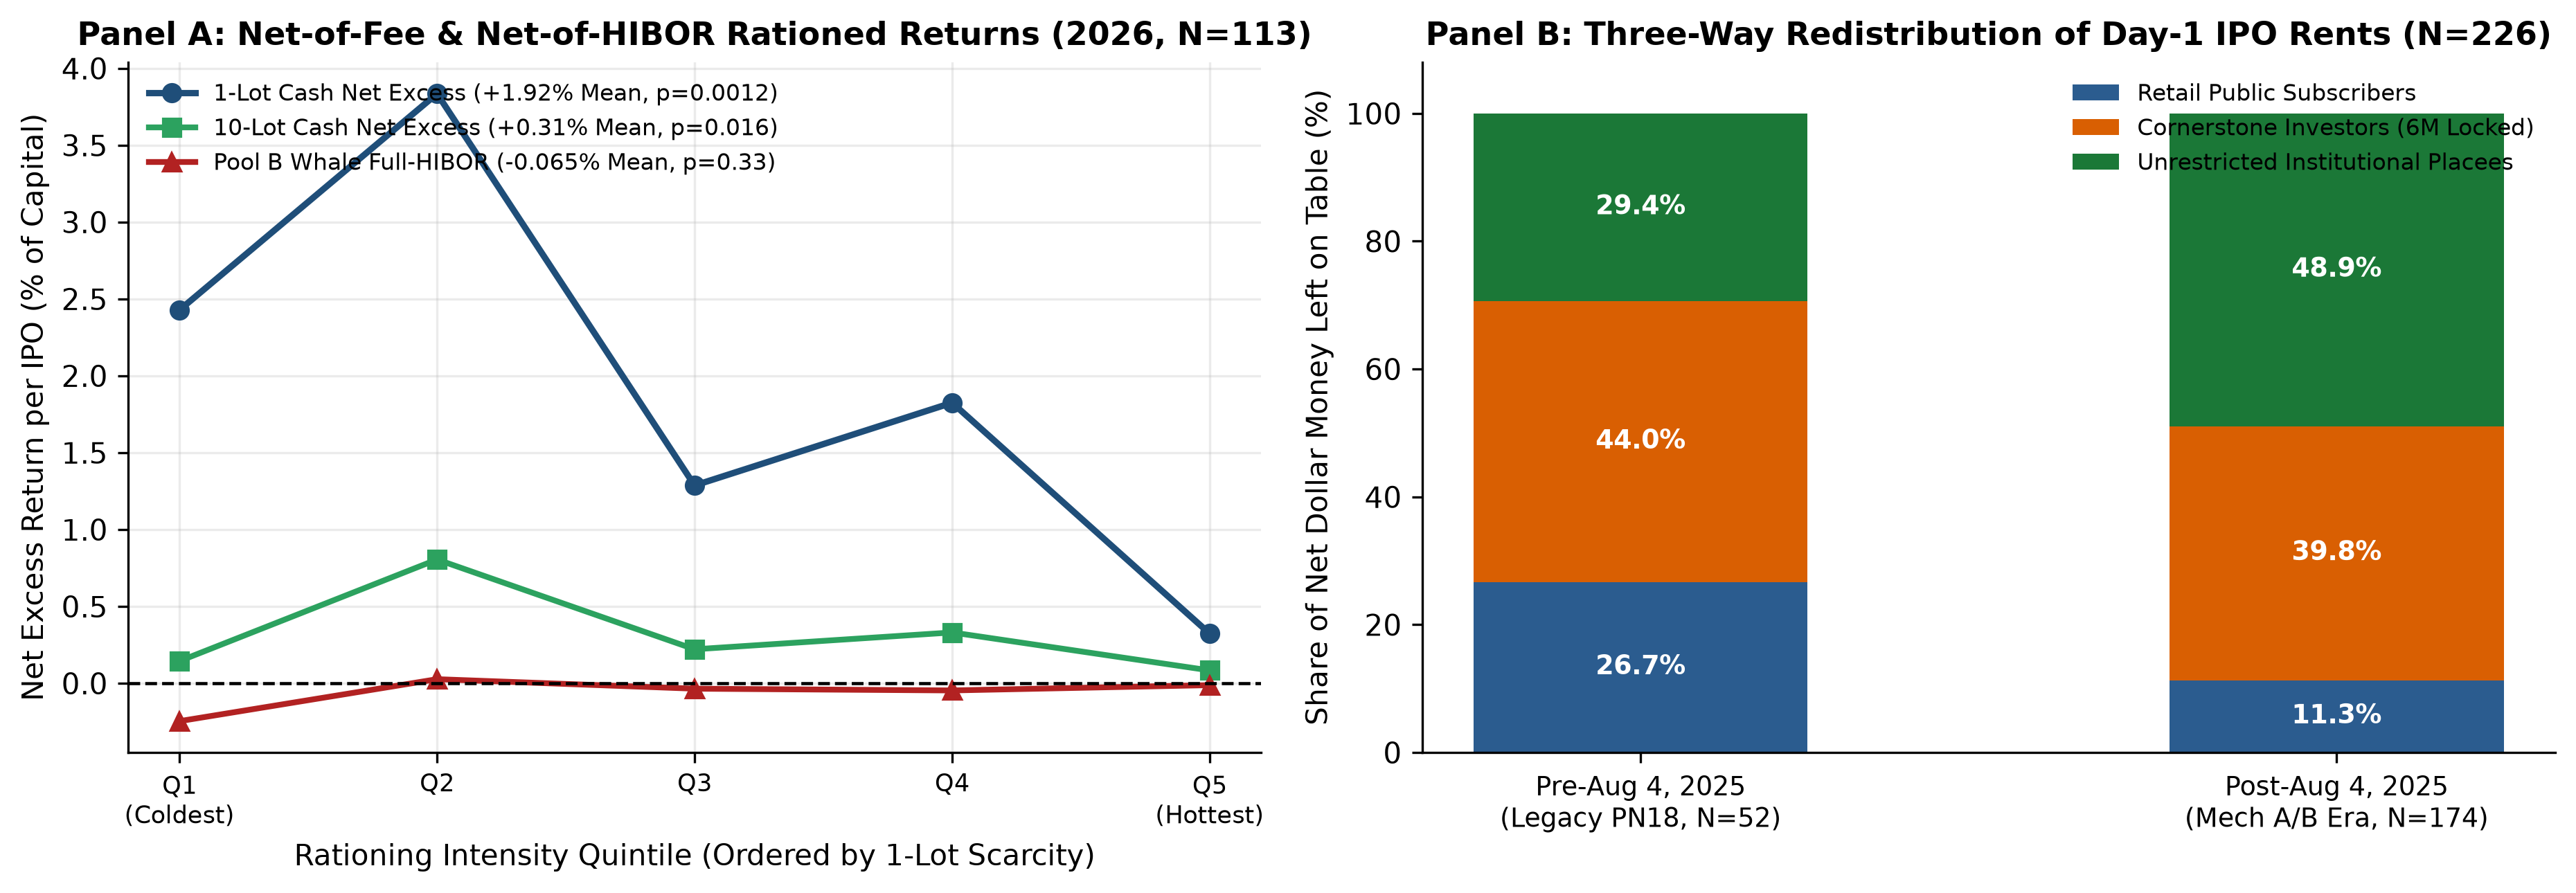 Panel A: Net-of-Fee & Net-of-HIBOR Rationed Returns (2026, N=113)
Net Excess Return per IPO (% of Capital)
4.0
3.5
3.0
2.5
2.0
1.5
1.0
0.5
0.0
1-Lot Cash Net Excess (+1.92% Mean, p=0.0012)
10-Lot Cash Net Excess (+0.31% Mean, p=0.016)
Pool B Whale Full-HIBOR (-0.065% Mean, p=0.33)
Q1
(Coldest)
Q2
Q3
Q4
Q5
(Hottest)
Rationing Intensity Quintile (Ordered by 1-Lot Scarcity)
Panel B: Three-Way Redistribution of Day-1 IPO Rents (N=226)
Share of Net Dollar Money Left on Table (%)
100
80
60
40
20
0
Retail Public Subscribers
Cornerstone Investors (6M Locked)
Unrestricted Institutional Placees
29.4%
44.0%
26.7%
48.9%
39.8%
11.3%
Pre-Aug 4, 2025
(Legacy PN18, N=52)
Post-Aug 4, 2025
(Mech A/B Era, N=174)